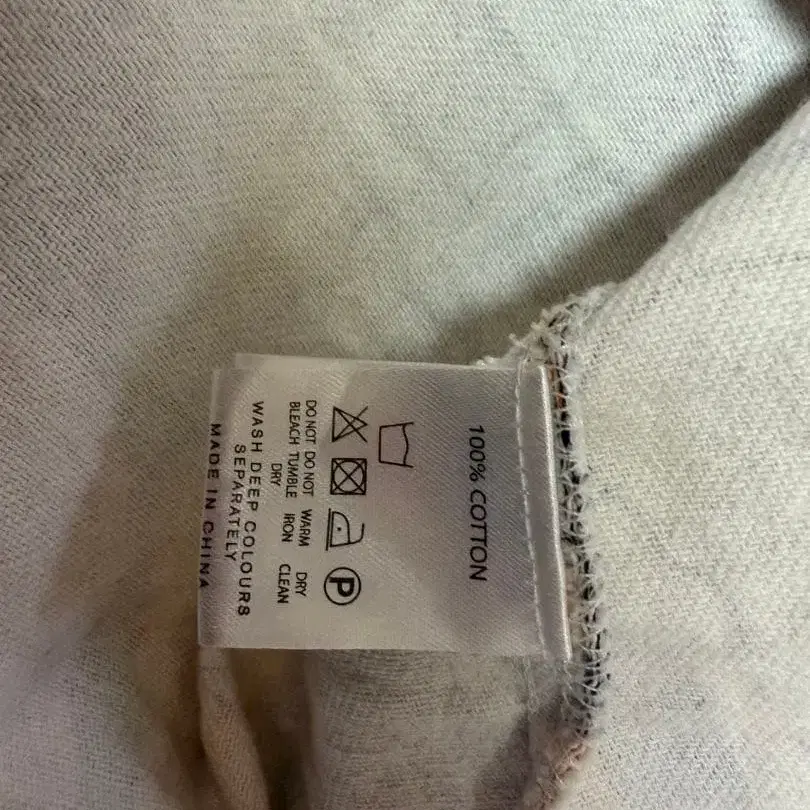 100% COTTON
P
DO NOT DO NOT WARM DRY
BLEACH TUMBLE IRON CLEAN
DRY
WASH DEEP COLOURS
SEPARATELY
MADE IN CHINA